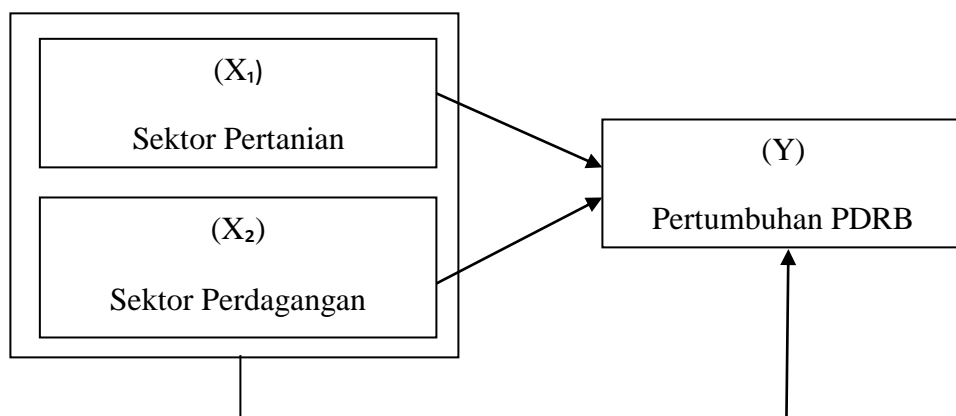 (X₁)
Sektor Pertanian
(X₂)
Sektor Perdagangan
(Y)
Pertumbuhan PDRB